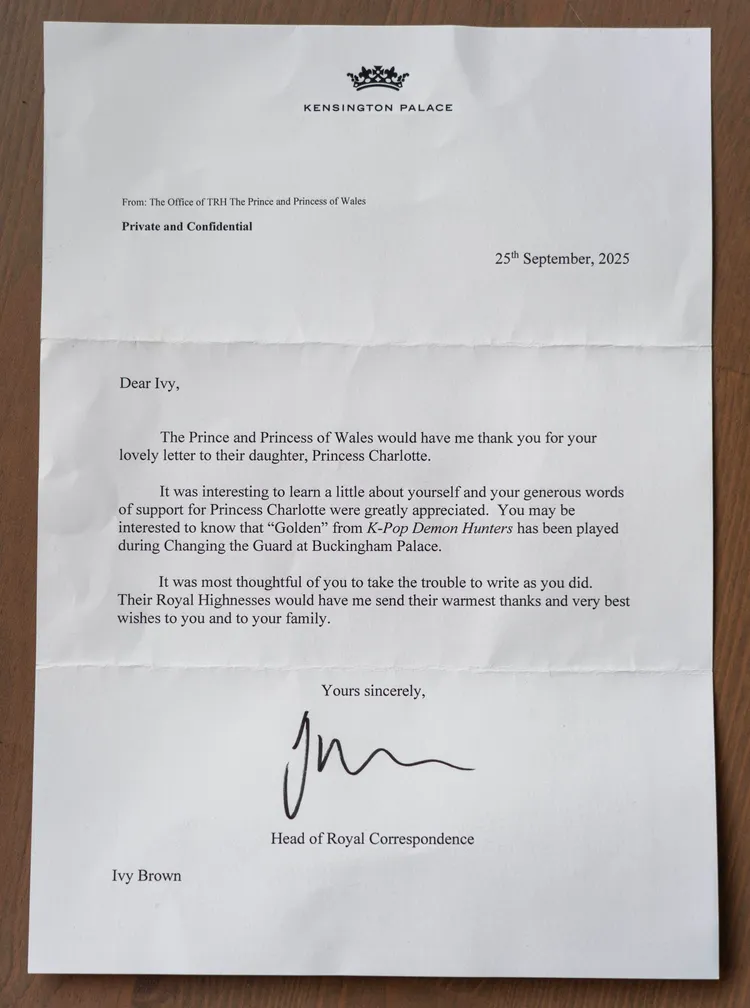 KENSINGTON PALACE
From: The Office of TRH The Prince and Princess of Wales
Private and Confidential
25th September, 2025
Dear Ivy,
The Prince and Princess of Wales would have me thank you for your
lovely letter to their daughter, Princess Charlotte.
It was interesting to learn a little about yourself and your generous words
of support for Princess Charlotte were greatly appreciated. You may be
interested to know that “Golden” from K-Pop Demon Hunters has been played
during Changing the Guard at Buckingham Palace.
It was most thoughtful of you to take the trouble to write as you did.
Their Royal Highnesses would have me send their warmest thanks and very best
wishes to you and to your family.
Yours sincerely,
Head of Royal Correspondence
Ivy Brown